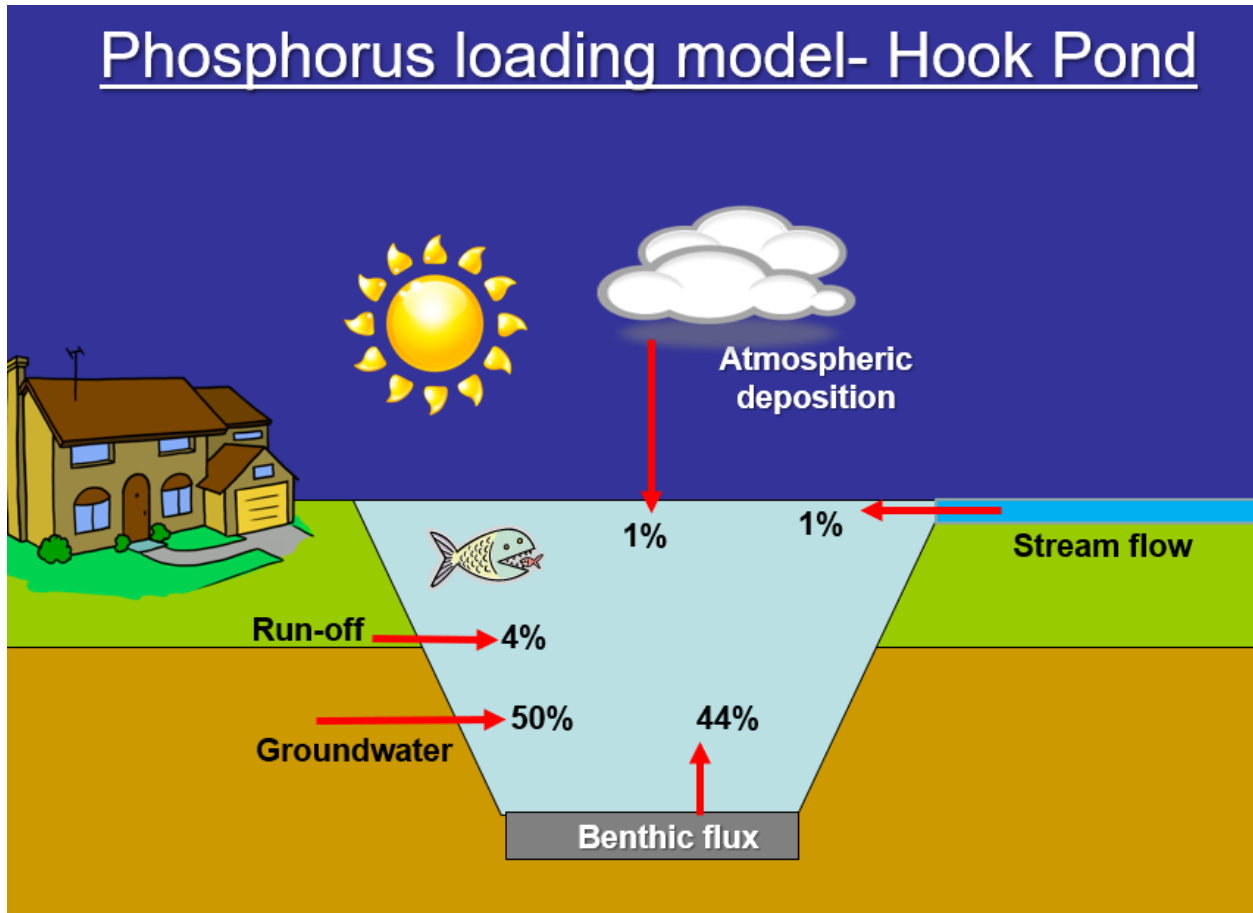 Phosphorus loading model- Hook Pond
Atmospheric
deposition
1%
1%
Stream flow
Run-off
4%
50%
44%
Groundwater
Benthic flux